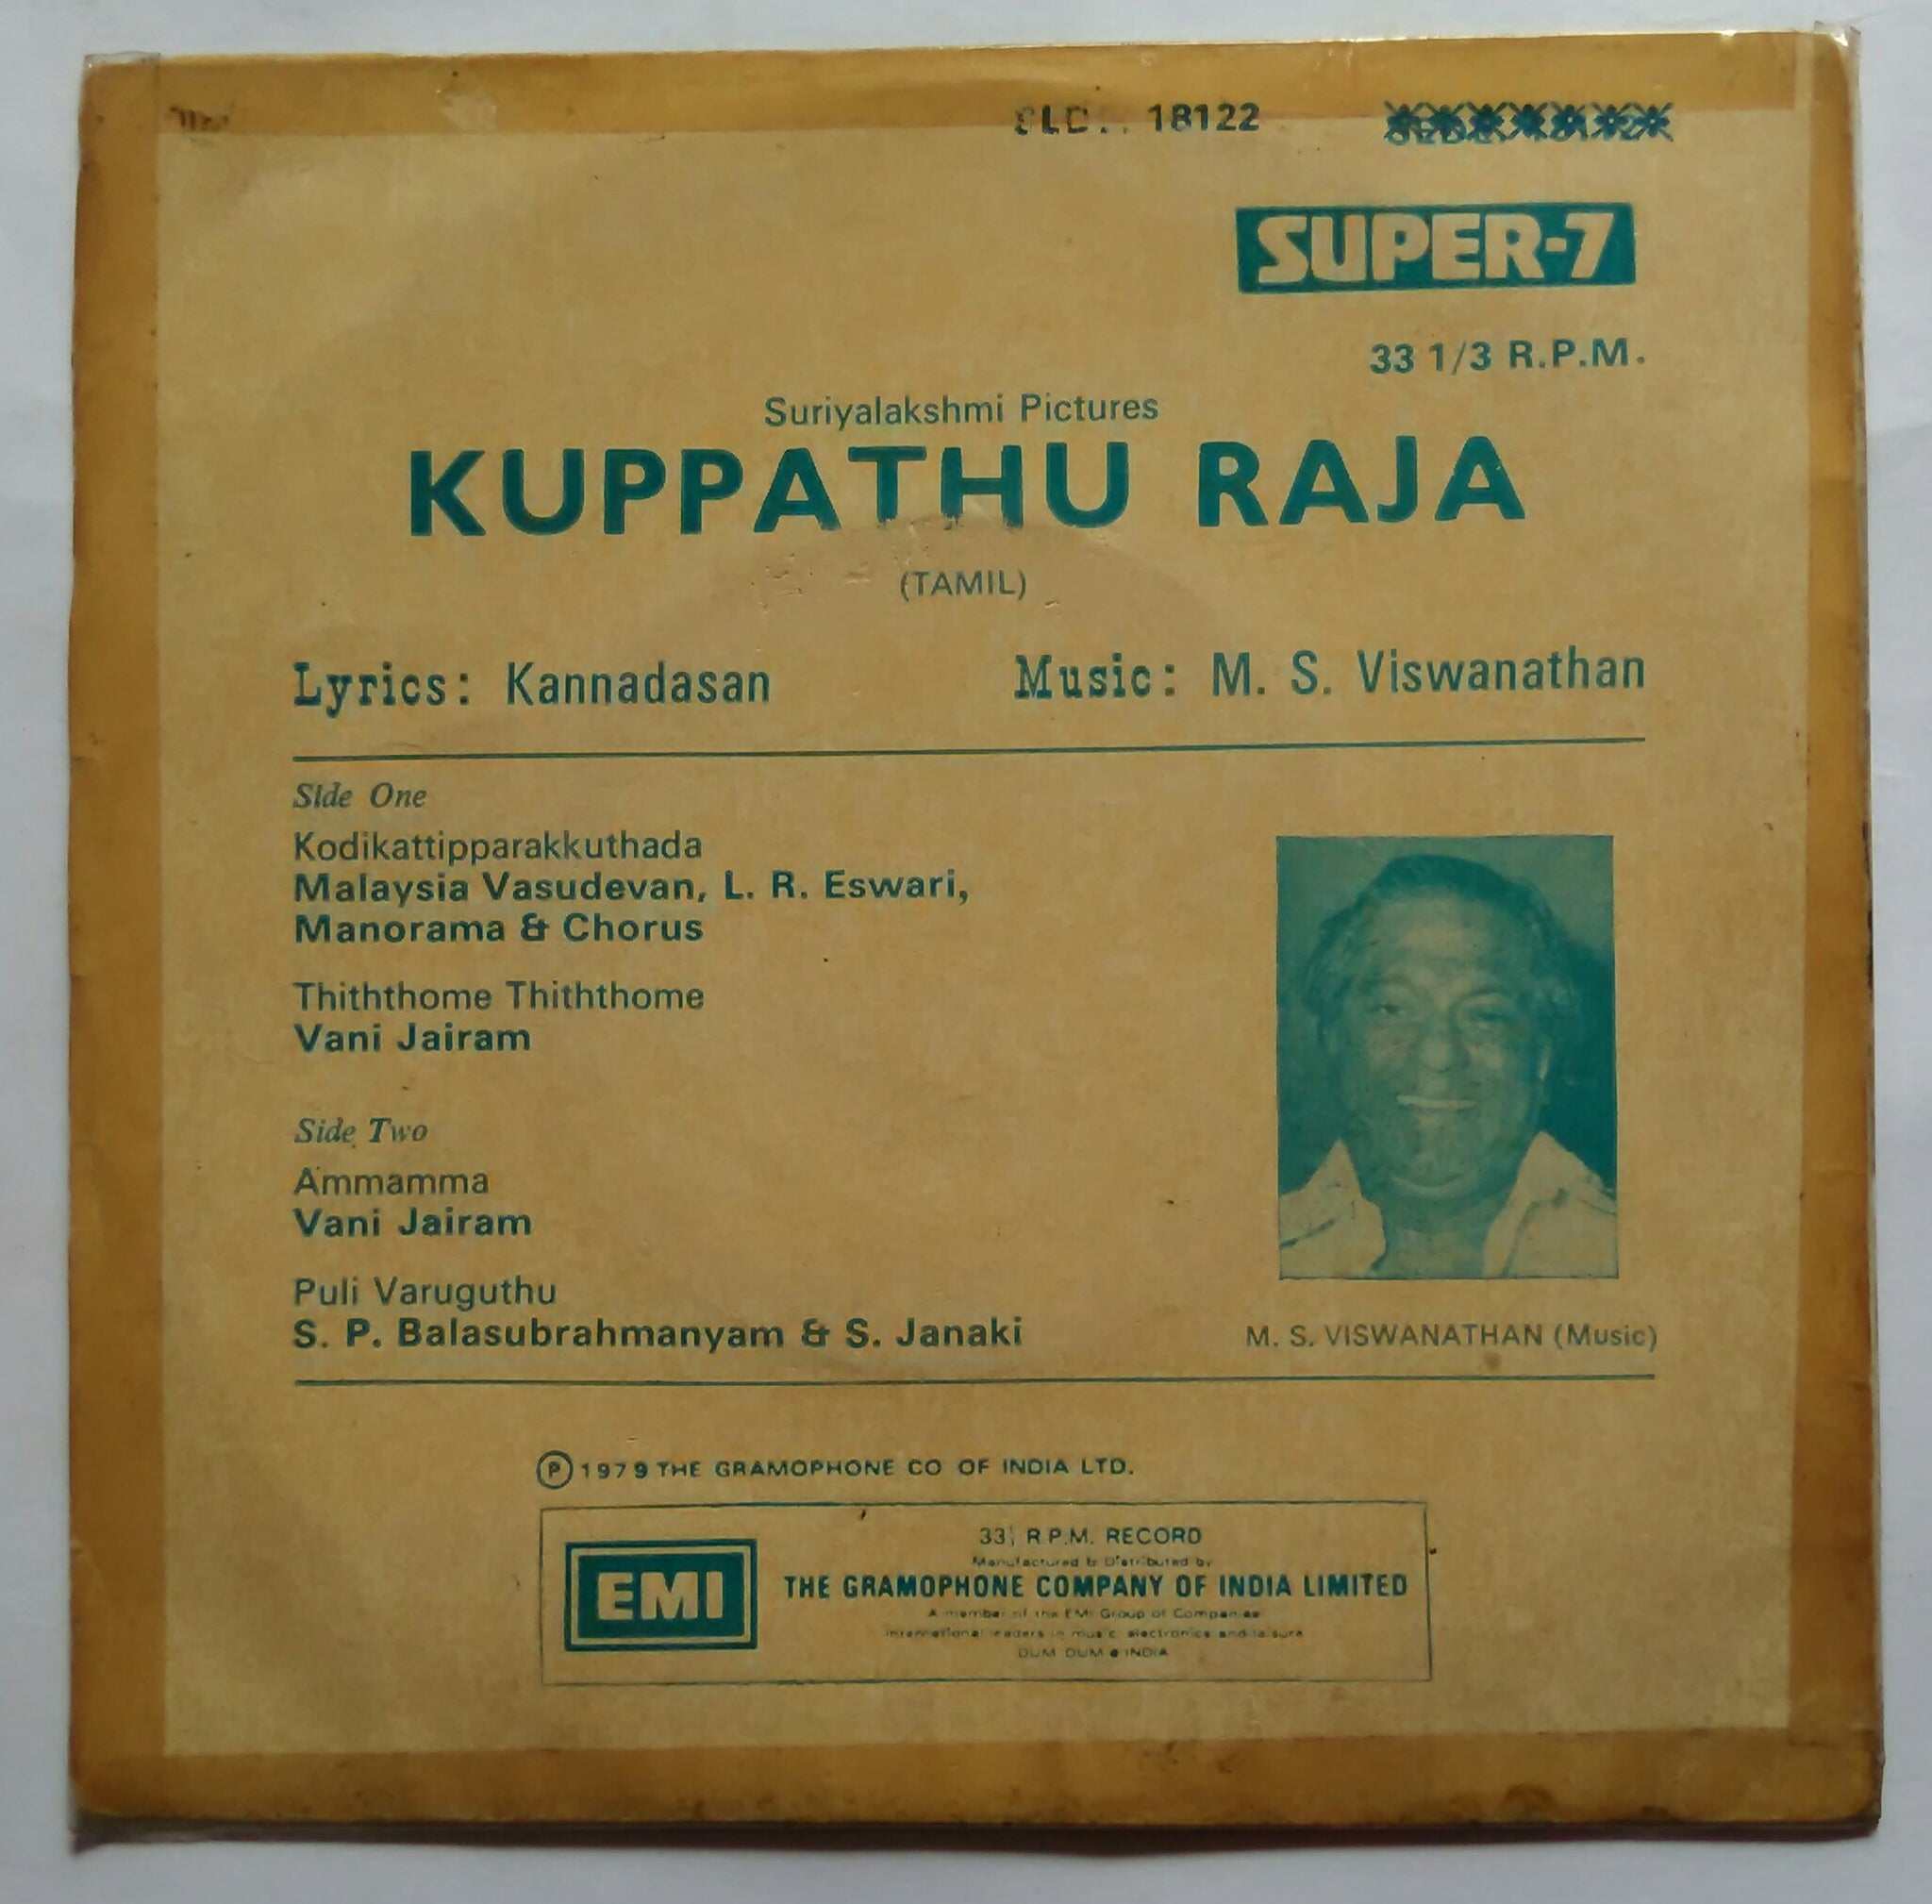 18122
SUPER-7
33 1/3 R.P.M.
Suriyalakshmi Pictures
KUPPATHU RAJA
(TAMIL)
Lyrics: Kannadasan Music: M. S. Viswanathan
Side One
Kodikattipparakkuthada
Malaysia Vasudevan, L. R. Eswari,
Manorama & Chorus
Thiththome Thiththome
Vani Jairam
Side Two
Ammamma
Vani Jairam
Puli Varuguthu
S. P. Balasubrahmanyam & S. Janaki
M. S. VISWANATHAN (Music)
Ⓟ 1979 THE GRAMOPHONE CO OF INDIA LTD.
EMI
R.P.M. RECORD
Manufactured & Distributed by
THE GRAMOPHONE COMPANY OF INDIA LIMITED
A member of the EMI Group of Companies
International leaders in music electronics and leisure
DUM DUM • INDIA